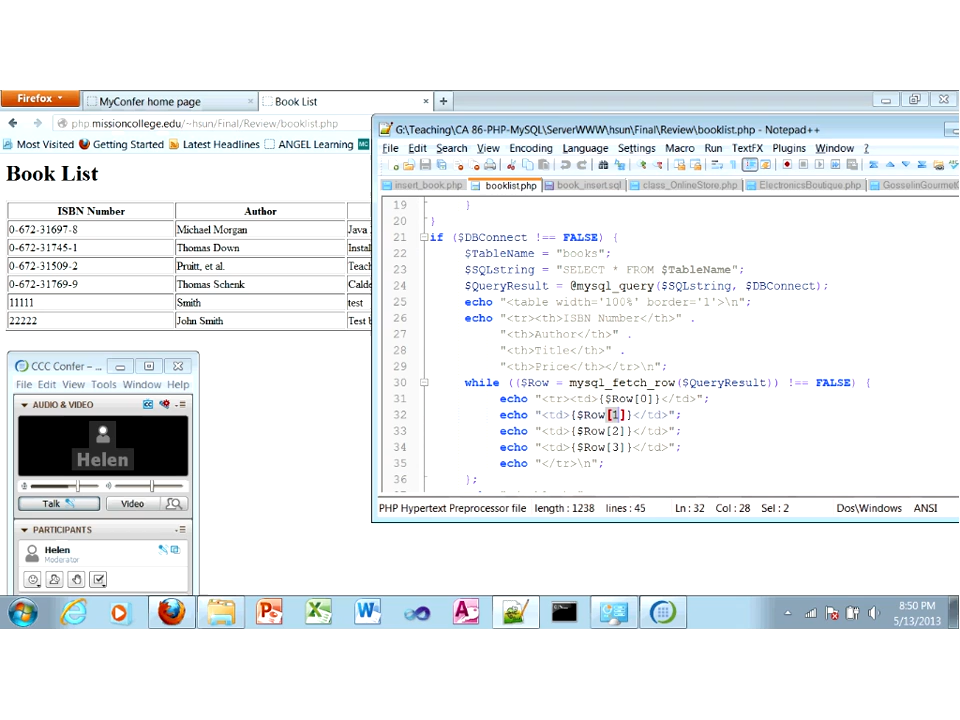 Firefox
MyConfer home page
Book List
php.missioncollege.edu/~hsun/Final/Review/booklist.php
Most Visited
Getting Started
Latest Headlines
ANGEL Learning
MC
Book List
ISBN Number
Author
0-672-31697-8
Michael Morgan
Java
0-672-31745-1
Thomas Down
Instal
0-672-31509-2
Pruitt, et al.
Teach
0-672-31769-9
Thomas Schenk
Calde
11111
Smith
test
22222
John Smith
Test b
G:\Teaching\CA 86-PHP-MySQL\ServerWWW\hsun\Final\Review\booklist.php - Notepad++
File Edit Search View Encoding Language Settings Macro Run TextFX Plugins Window ?
insert_book.php
booklist.php
book_insert.sql
class_OnlineStore.php
ElectronicsBoutique.php
GosselinGourmetG
19 }
20 }
21 if ($DBConnect !== FALSE) {
22 $TableName = "books";
23 $SQLstring = "SELECT * FROM $TableName";
24 $QueryResult = @mysql_query($SQLstring, $DBConnect);
25 echo "<table width='100%' border='1'>\n";
26 echo "<tr><th>ISBN Number</th>" .
27 "<th>Author</th>" .
28 "<th>Title</th>" .
29 "<th>Price</th></tr>\n";
30 while (($Row = mysql_fetch_row($QueryResult)) !== FALSE) {
31 echo "<tr><td>{$Row[0]}</td>";
32 echo "<td>{$Row[1]}</td>";
33 echo "<td>{$Row[2]}</td>";
34 echo "<td>{$Row[3]}</td>";
35 echo "</tr>\n";
36 };
PHP Hypertext Preprocessor file length : 1238 lines : 45 Ln : 32 Col : 28 Sel : 2 Dos\Windows ANSI
CCC Confer – ...
File Edit View Tools Window Help
AUDIO & VIDEO
Helen
Talk
Video
PARTICIPANTS
Helen
Moderator
8:50 PM
5/13/2013